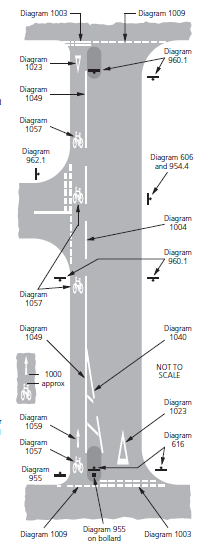 Diagram 1003
Diagram 1009
Diagram
1023
Diagram
960.1
Diagram
1049
Diagram
1057
Diagram
962.1
Diagram 606
and 954.4
Diagram
1004
Diagram
960.1
Diagram
1057
Diagram
1049
Diagram
1040
NOT TO
SCALE
1000
approx
Diagram
1023
Diagram
1059
Diagram
616
Diagram
1057
Diagram
955
Diagram 1009
Diagram 955
on bollard
Diagram 1003